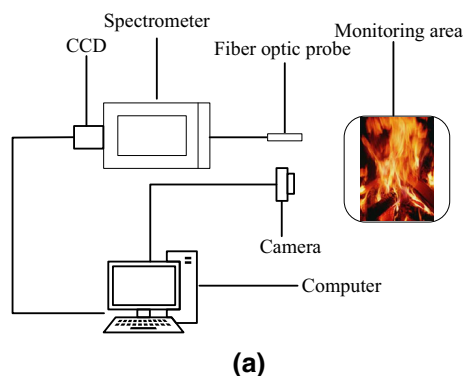 Spectrometer
Monitoring area
CCD
Fiber optic probe
Camera
Computer
(a)